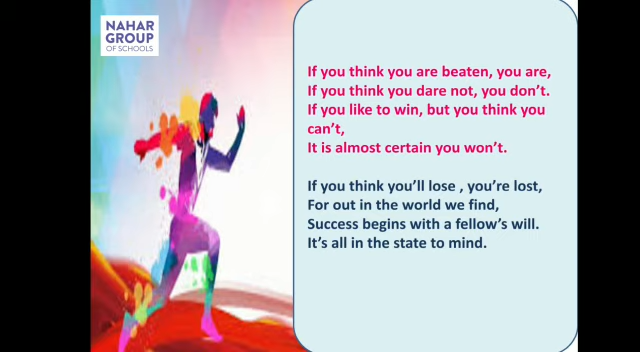 NAHAR
GROUP
OF SCHOOLS
If you think you are beaten, you are,
If you think you dare not, you don't.
If you like to win, but you think you
can't,
It is almost certain you won't.
If you think you'll lose , you're lost,
For out in the world we find,
Success begins with a fellow's will.
It's all in the state to mind.